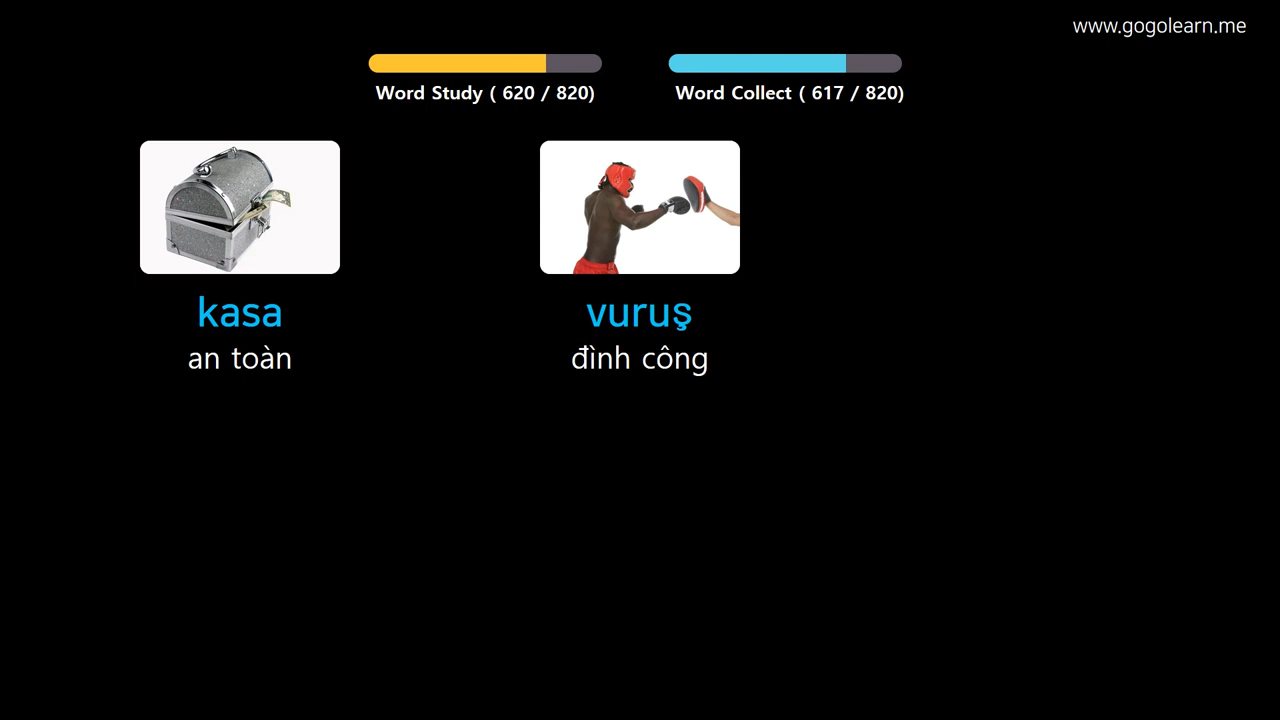 www.gogolearn.me
Word Study ( 620 / 820)
Word Collect ( 617 / 820)
kasa
an toàn
vuruş
đình công